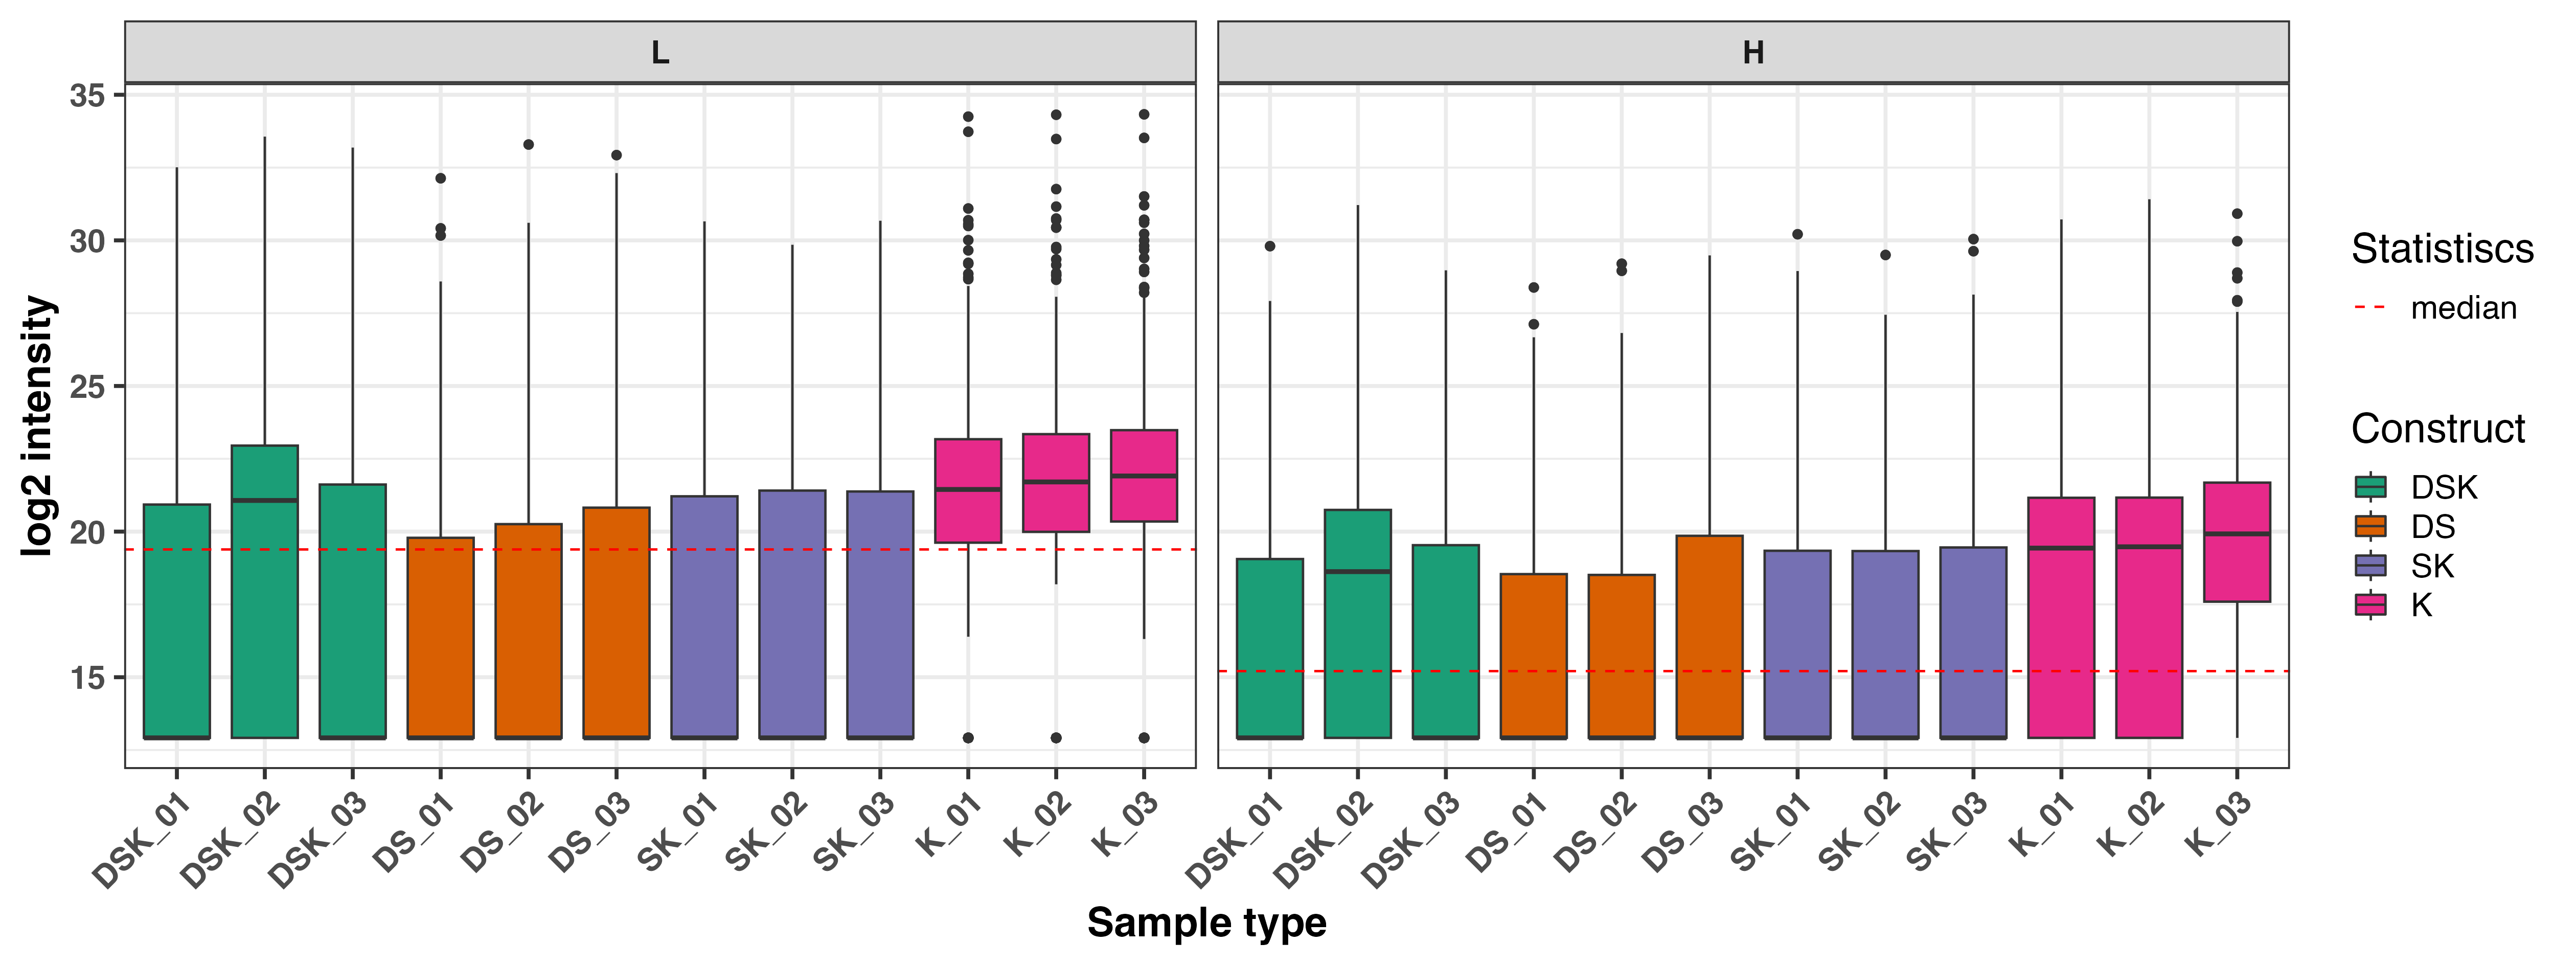 L
H
35
30
25
20
15
log2 intensity
DSK_01
DSK_02
DSK_03
DS_01
DS_02
DS_03
SK_01
SK_02
SK_03
K_01
K_02
K_03
DSK_01
DSK_02
DSK_03
DS_01
DS_02
DS_03
SK_01
SK_02
SK_03
K_01
K_02
K_03
Sample type
Statistiscs
median
Construct
DSK
DS
SK
K